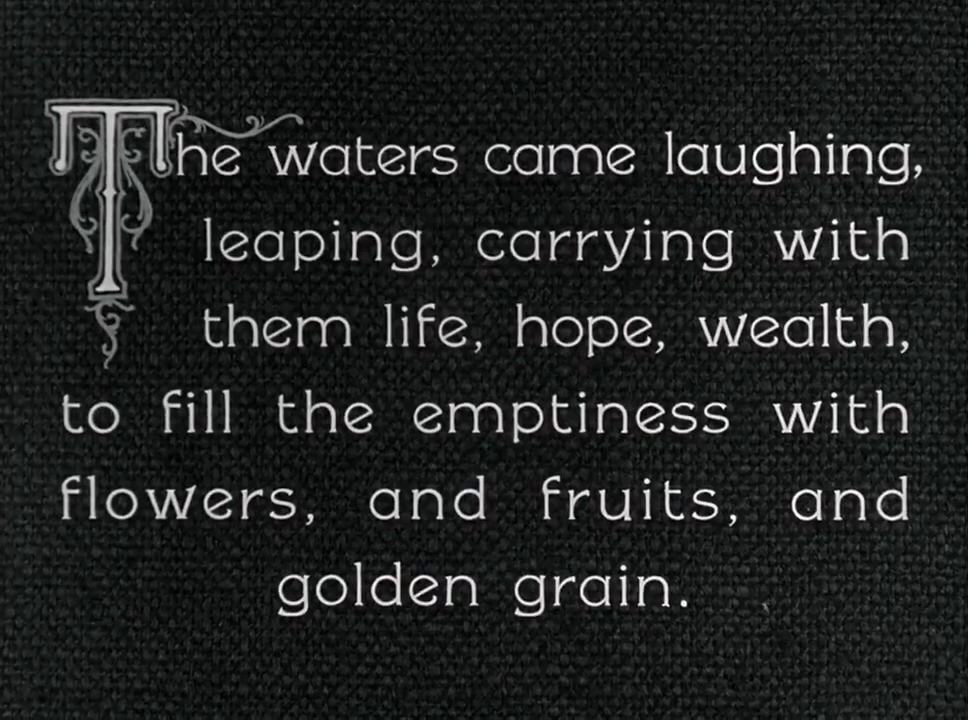 The waters came laughing,
leaping, carrying with
them life, hope, wealth,
to fill the emptiness with
flowers, and fruits, and
golden grain.